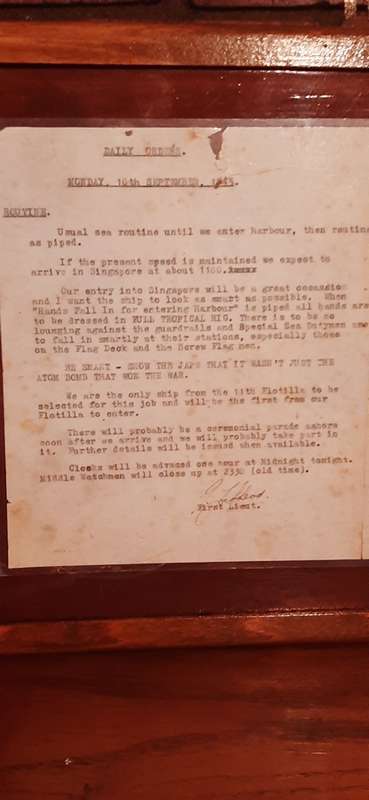 DAILY ORDERS.
MONDAY, 10th SEPTEMBER, 1945.
ROUTINE.
Usual sea routine until we enter harbour, then routine
as piped.
If the present speed is maintained we expect to
arrive in Singapore at about 1100.
Our entry into Singapore will be a great occassion
and I want the ship to look as smart as possible. When
"Hands Fall In for entering Harbour" is piped all hands are
to be dressed in FULL TROPICAL RIG. There is to be no
lounging against the guardrails and Special Sea Dutymen are
to fall in smartly at their stations, especially those
on the Flag Deck and the Screw Flag men.
BE SMART - SHOW THE JAPS THAT IT WASN'T JUST THE
ATOM BOMB THAT WON THE WAR.
We are the only ship from the 11th Flotilla to be
selected for this job and will be the first from our
Flotilla to enter.
There will probably be a ceremonial parade ashore
soon after we arrive and we will probably take part in
it. Further details will be issued when available.
Clocks will be advaced one hour at Midnight tonight.
Middle Watchmen will close up at 2330 (old time).
First Lieut.